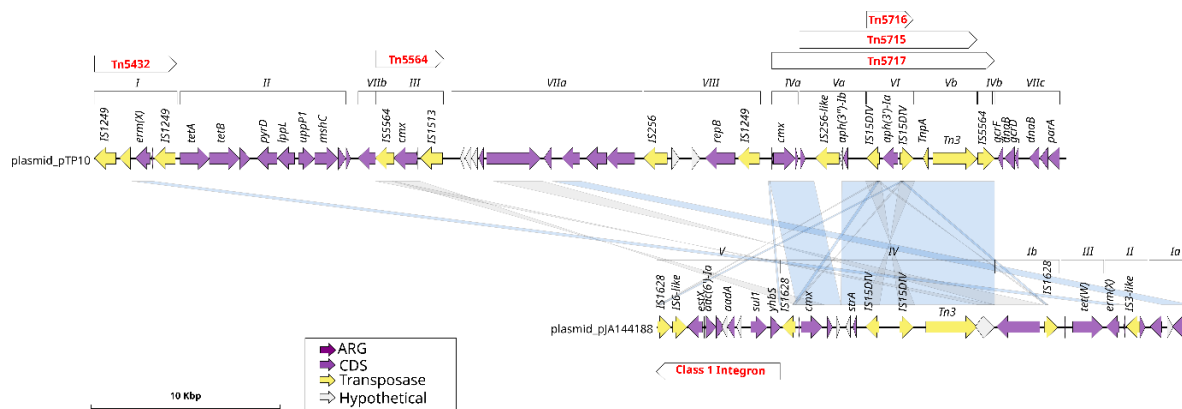 Tn5716
Tn5715
Tn5432
Tn5564
Tn5717
I
II
VIIb
III
VIIa
VIII
IVa
Va
VI
Vb
IVb
VIIc
IS1249
erm(X)
IS1249
tetA
tetB
pyrD
lppL
uppP1
mshC
IS5564
cmx
IS1513
IS256
repB
IS1249
cmx
IS256-like
aph(3")-Ib
IS15DIV
aph(3')-Ia
IS15DIV
TnpA
Tn3
IS5564
dnaB
parA
plasmid_pTP10
V
IV
Ib
III
II
Ia
IS1628
IS6-like
estX
aac(6')-Ia
aadA
sul1
yhbS
IS1628
cmx
strA
IS15DIV
IS15DIV
Tn3
IS1628
tet(W)
erm(X)
IS3-like
plasmid_pJA144188
Class 1 Integron
ARG
CDS
Transposase
Hypothetical
10 Kbp